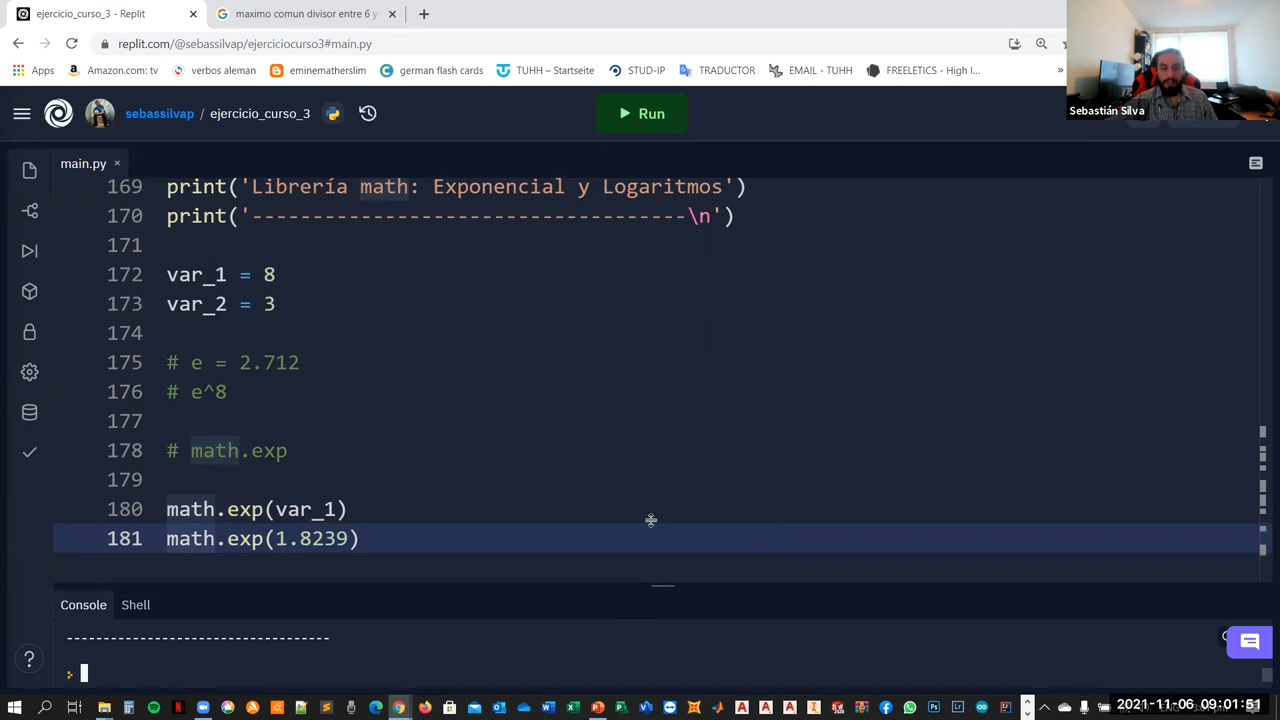 ejercicio_curso_3 - Replit
maximo comun divisor entre 6 y
replit.com/@sebassilvap/ejerciciocurso3#main.py
Apps
Amazon.com: tv
verbos aleman
eminematherslim
german flash cards
TUHH – Startseite
STUD-IP
TRADUCTOR
EMAIL - TUHH
FREELETICS - High I...
»
Sebastián Silva
sebassilvap / ejercicio_curso_3
Run
main.py
169 print('Librería math: Exponencial y Logaritmos')
170 print('------------------------------------\n')
171
172 var_1 = 8
173 var_2 = 3
174
175 # e = 2.712
176 # e^8
177
178 # math.exp
179
180 math.exp(var_1)
181 math.exp(1.8239)
Console
Shell
------------------------------------
2021-11-06 09:01:51